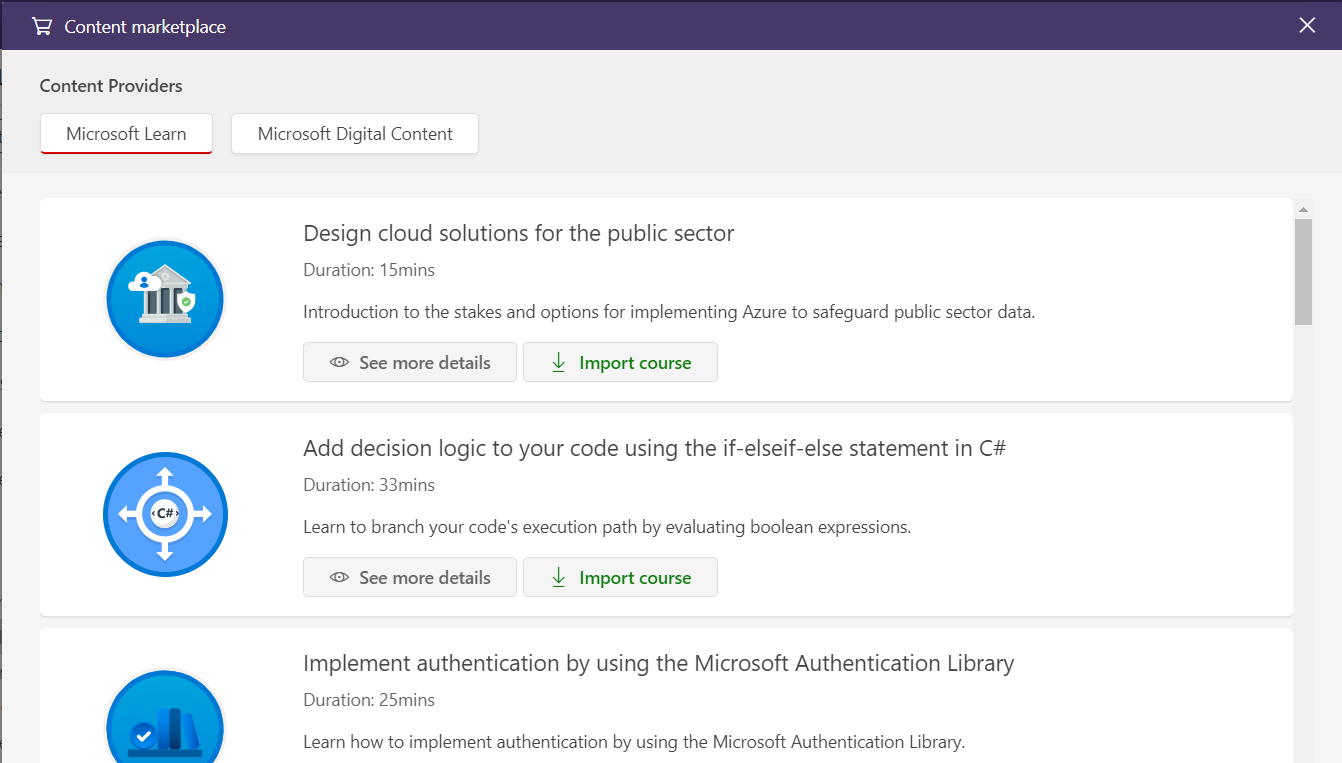 Content marketplace
Content Providers
Microsoft Learn
Microsoft Digital Content
Design cloud solutions for the public sector
Duration: 15mins
Introduction to the stakes and options for implementing Azure to safeguard public sector data.
See more details
Import course
Add decision logic to your code using the if-elseif-else statement in C#
Duration: 33mins
<C#>
Learn to branch your code's execution path by evaluating boolean expressions.
See more details
Import course
Implement authentication by using the Microsoft Authentication Library
Duration: 25mins
Learn how to implement authentication by using the Microsoft Authentication Library.